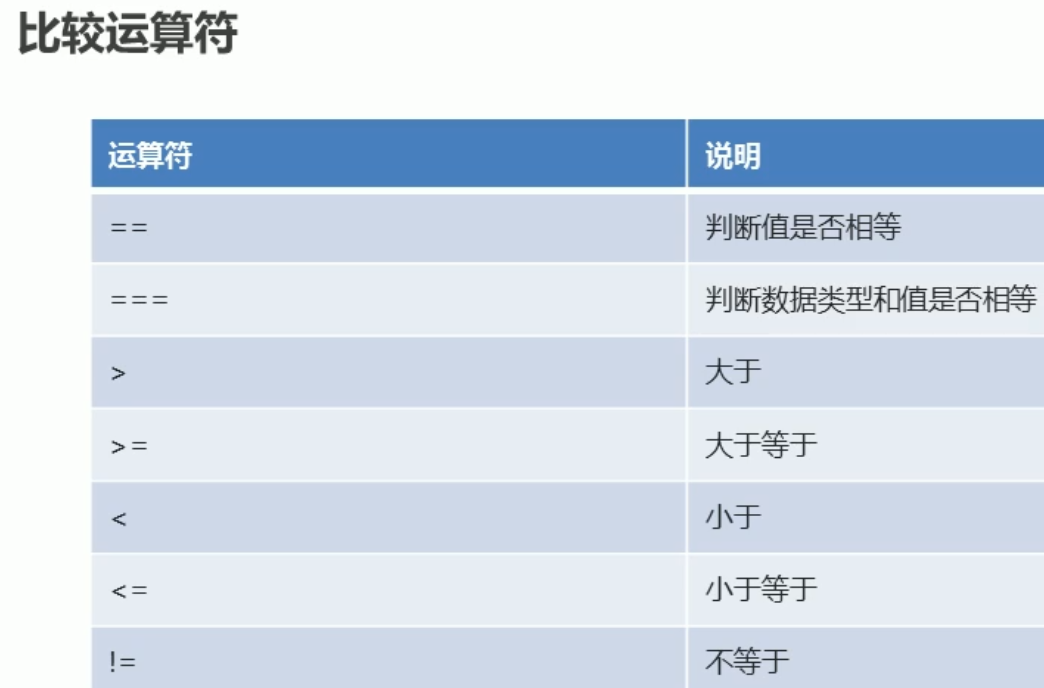 比较运算符
运算符 说明
== 判断值是否相等
=== 判断数据类型和值是否相等
> 大于
>= 大于等于
< 小于
<= 小于等于
!= 不等于